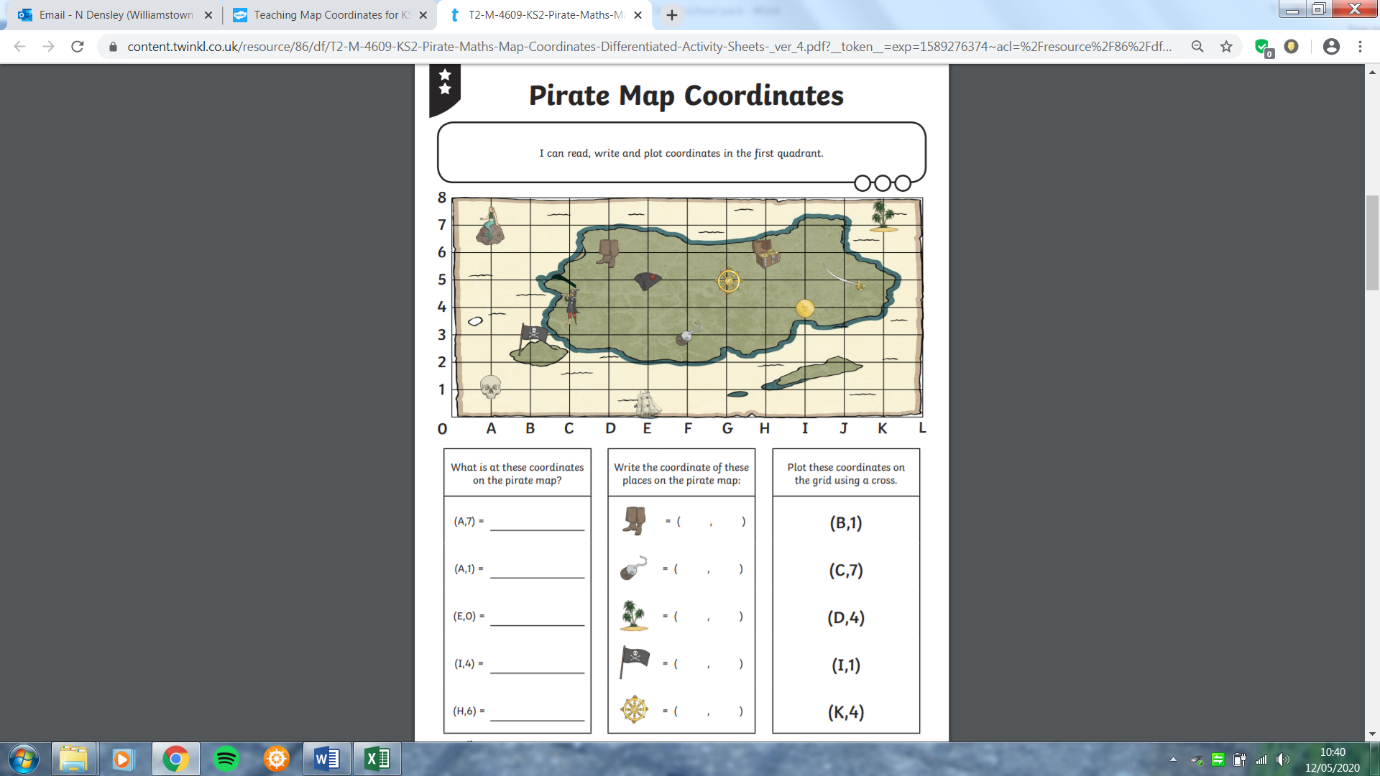 Email - N Densley (Williamstown
Teaching Map Coordinates for KS
T2-M-4609-KS2-Pirate-Maths-Ma
content.twinkl.co.uk/resource/86/df/T2-M-4609-KS2-Pirate-Maths-Map-Coordinates-Differentiated-Activity-Sheets-_ver_4.pdf?__token__=exp=1589276374~acl=%2Fresource%2F86%2Fdf...
0
Pirate Map Coordinates
I can read, write and plot coordinates in the first quadrant.
8
7
6
5
4
3
2
1
0 A B C D E F G H I J K L
What is at these coordinates
on the pirate map?
(A,7) =
(A,1) =
(E,0) =
(I,4) =
(H,6) =
Write the coordinate of these
places on the pirate map:
= ( , )
= ( , )
= ( , )
= ( , )
= ( , )
Plot these coordinates on
the grid using a cross.
(B,1)
(C,7)
(D,4)
(I,1)
(K,4)
10:40
12/05/2020